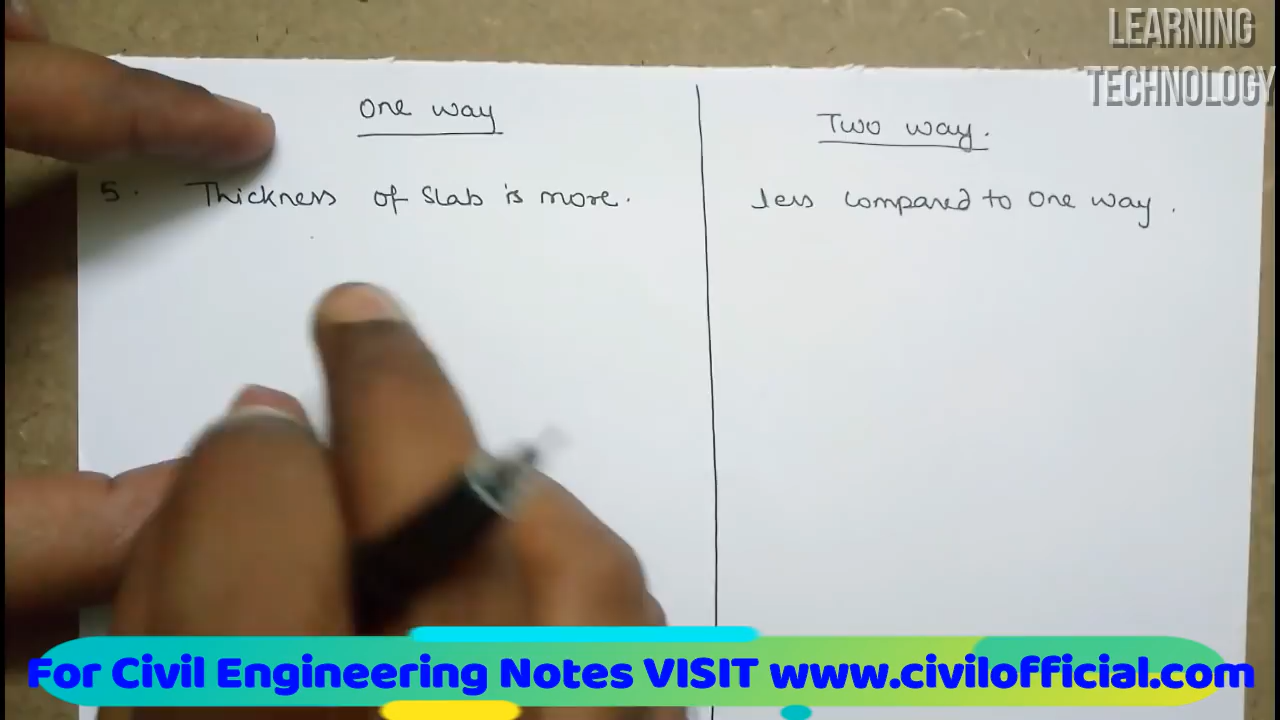 LEARNING
TECHNOLOGY
One way
Two way.
5. Thickness of slab is more.
less compared to one way.
For Civil Engineering Notes VISIT www.civilofficial.com